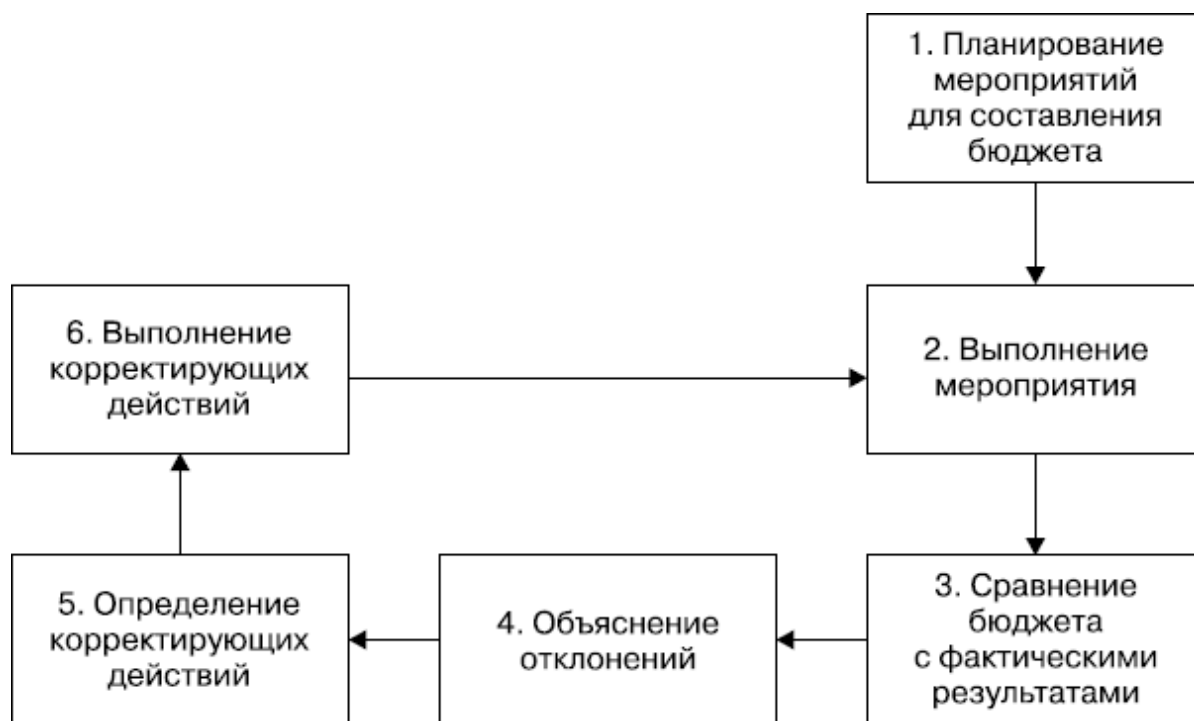 1. Планирование
мероприятий
для составления
бюджета
2. Выполнение
мероприятия
3. Сравнение
бюджета
с фактическими
результатами
4. Объяснение
отклонений
5. Определение
корректирующих
действий
6. Выполнение
корректирующих
действий